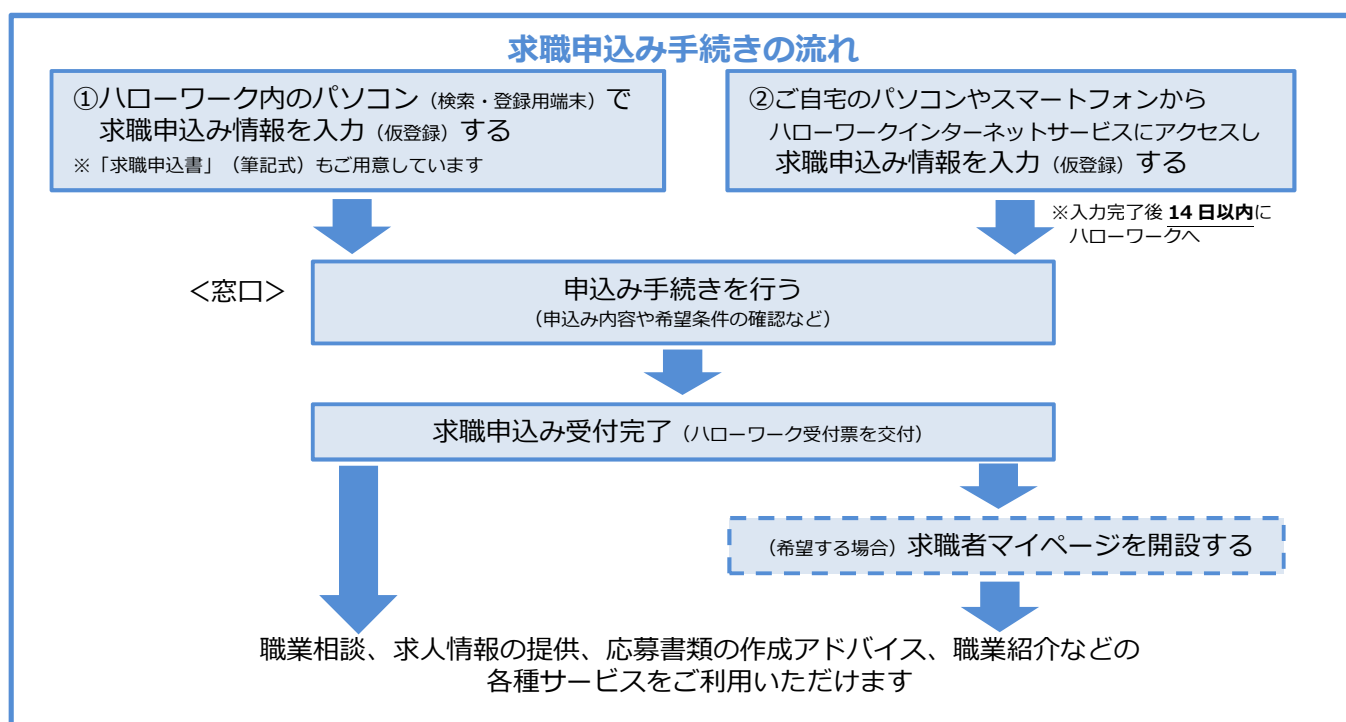 求職申込み手続きの流れ
①ハローワーク内のパソコン（検索・登録用端末）で
求職申込み情報を入力（仮登録）する
※「求職申込書」（筆記式）もご用意しています
②ご自宅のパソコンやスマートフォンから
ハローワークインターネットサービスにアクセスし
求職申込み情報を入力（仮登録）する
※入力完了後 14 日以内に
ハローワークへ
＜窓口＞
申込み手続きを行う
（申込み内容や希望条件の確認など）
求職申込み受付完了（ハローワーク受付票を交付）
（希望する場合）求職者マイページを開設する
職業相談、求人情報の提供、応募書類の作成アドバイス、職業紹介などの
各種サービスをご利用いただけます